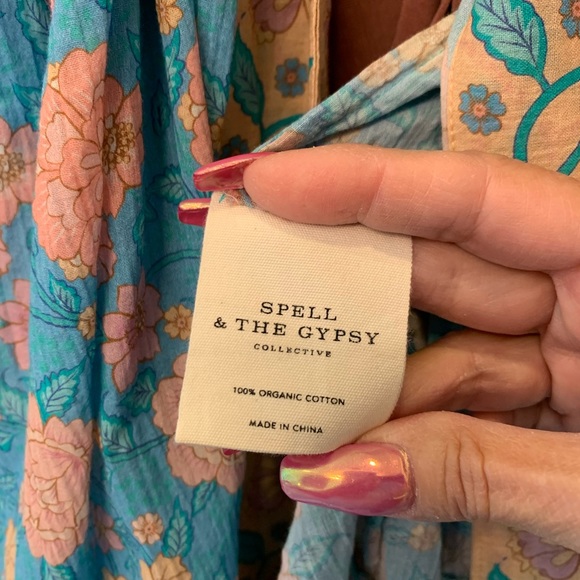 SPELL
& THE GYPSY
COLLECTIVE
100% ORGANIC COTTON
MADE IN CHINA